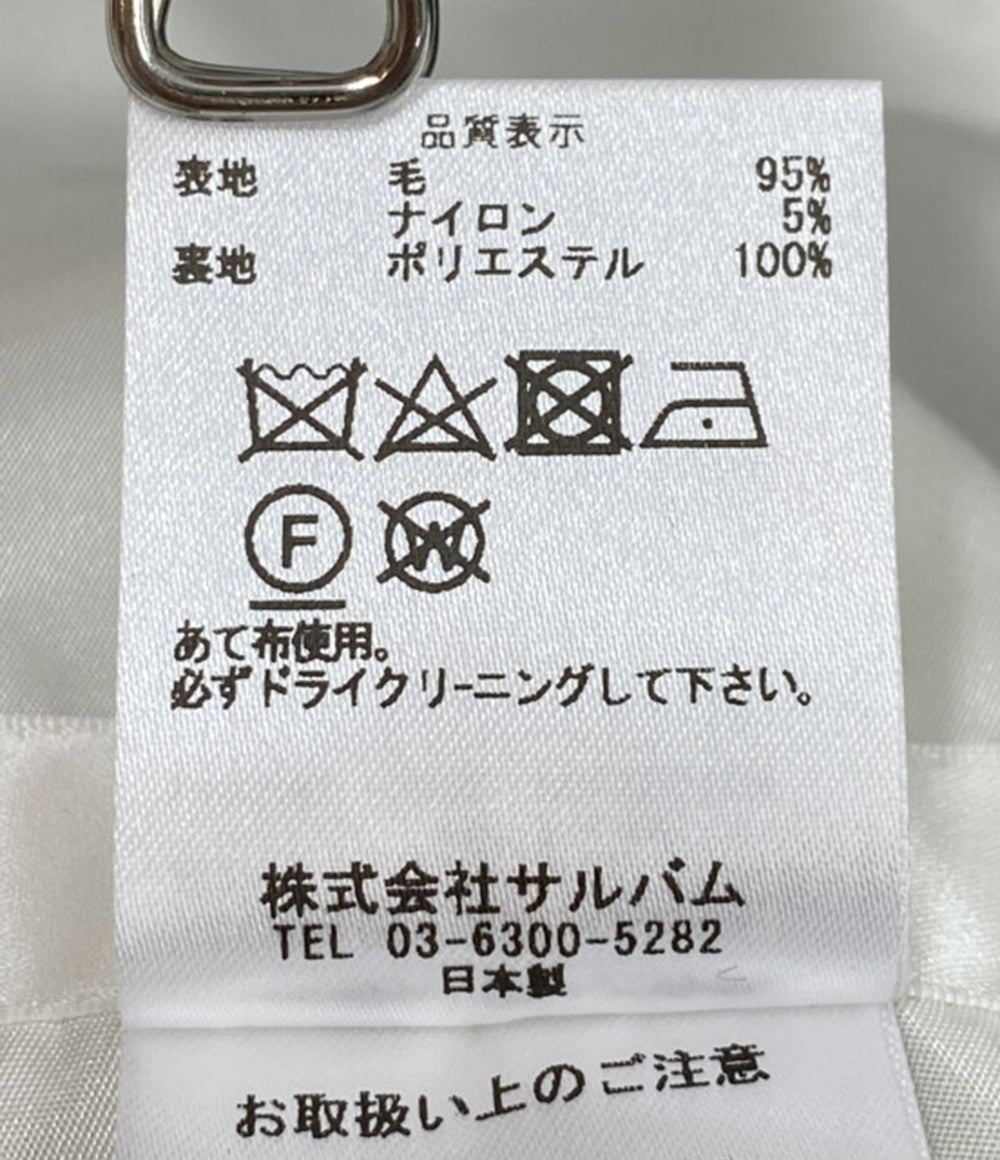 品質表示
表地 毛 95%
ナイロン 5%
裏地 ポリエステル 100%
F W
あて布使用。
必ずドライクリーニングして下さい。
株式会社サルバム
TEL 03-6300-5282
日本製
お取扱い上のご注意